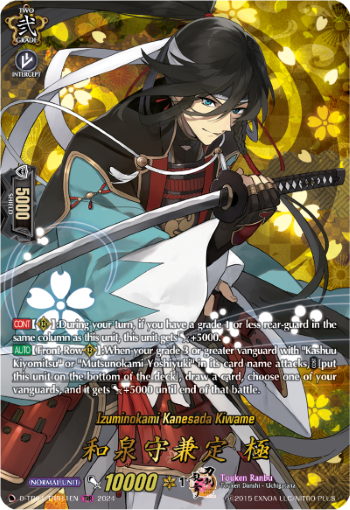 TWO
弐
GRADE
INTERCEPT
5000
SHIELD
CONT【R】:During your turn, if you have a grade 1 or less rear-guard in the
same column as this unit, this unit gets +5000.
AUTO【Front Row R】:When your grade 3 or greater vanguard with "Kashuu
Kiyomitsu" or "Mutsunokami Yoshiyuki" in its card name attacks, [put
this unit on the bottom of the deck], draw a card, choose one of your
vanguards, and it gets +5000 until end of that battle.
Izuminokami Kanesada Kiwame
和泉守兼定 極
NORMAL UNIT
10000
1
Touken Ranbu
Touken Danshi - Uchigatana
2024
©2015 EXNOA LLC/NITRO PLUS